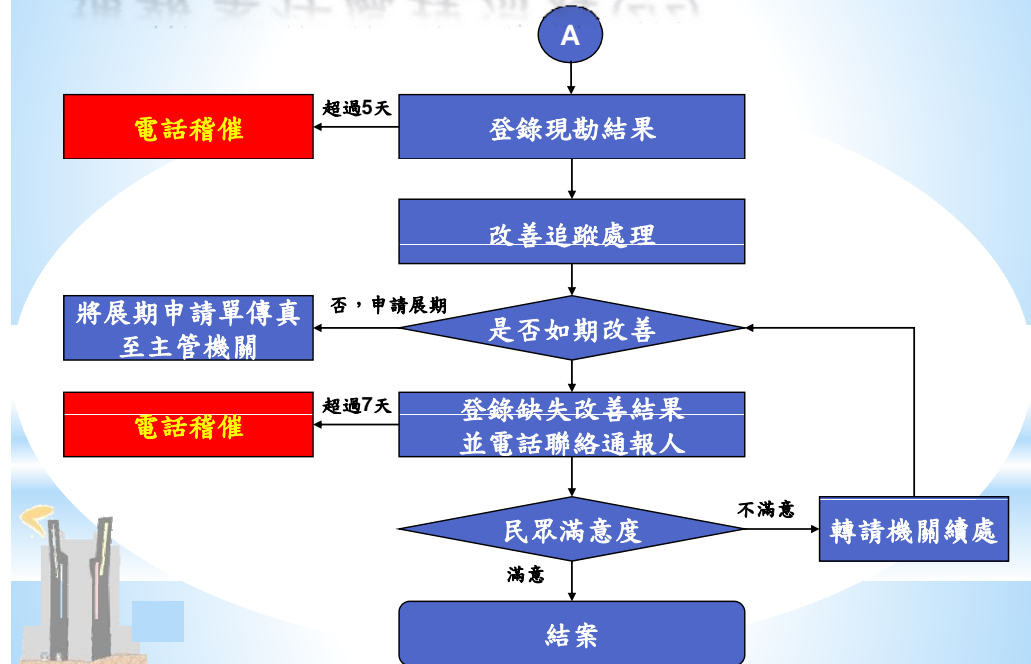 A
超過5天
電話稽催
登錄現勘結果
改善追蹤處理
否，申請展期
將展期申請單傳真
至主管機關
是否如期改善
超過7天
電話稽催
登錄缺失改善結果
並電話聯絡通報人
不滿意
民眾滿意度
轉請機關續處
滿意
結案